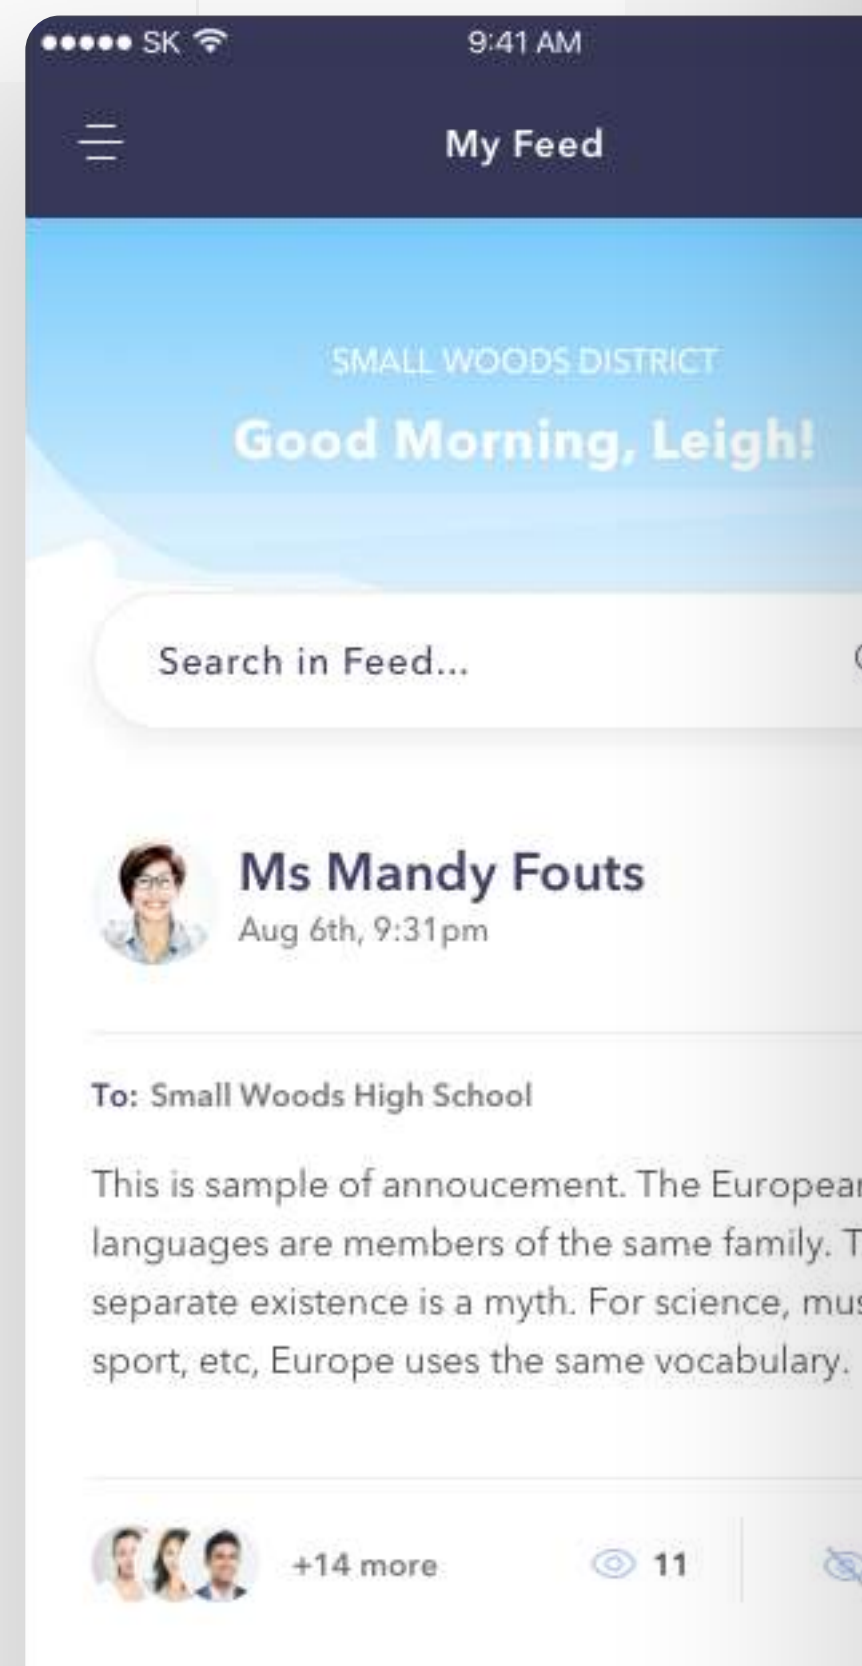 SK 9:41 AM
My Feed
SMALL WOODS DISTRICT
Good Morning, Leigh!
Search in Feed...
Ms Mandy Fouts
Aug 6th, 9:31pm
To: Small Woods High School
This is sample of annoucement. The European
languages are members of the same family.
separate existence is a myth. For science,
sport, etc, Europe uses the same vocabulary.
+14 more 11